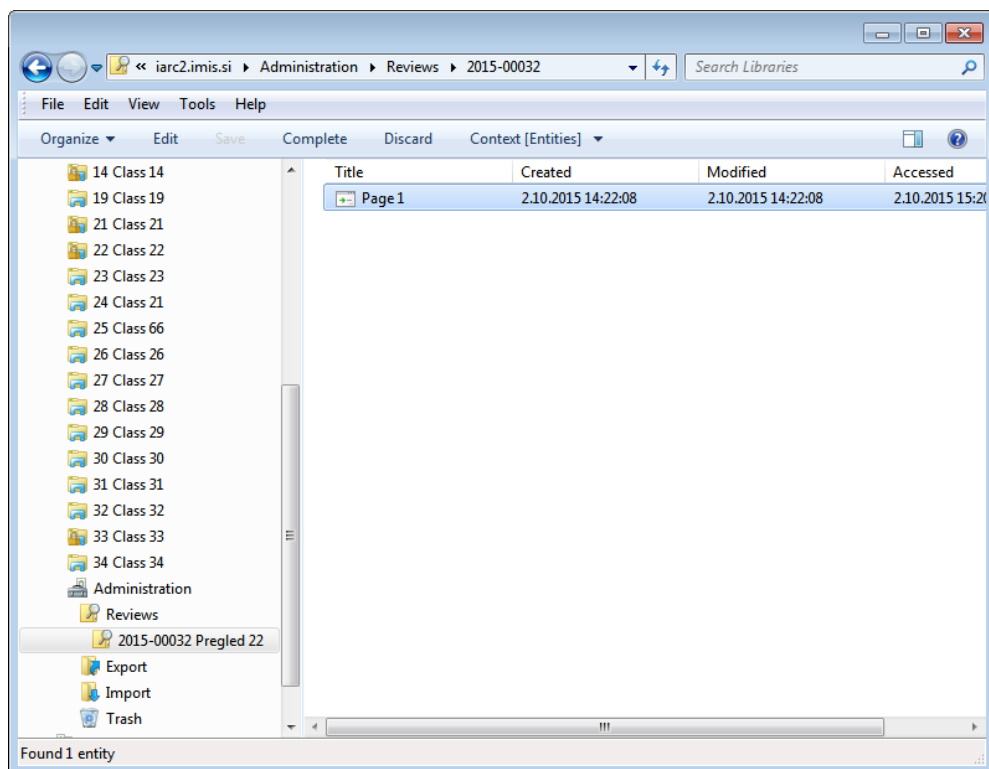 « iarc2.imis.si ▸ Administration ▸ Reviews ▸ 2015-00032 Search Libraries
File Edit View Tools Help
Organize Edit Save Complete Discard Context [Entities]
14 Class 14
19 Class 19
21 Class 21
22 Class 22
23 Class 23
24 Class 21
25 Class 66
26 Class 26
27 Class 27
28 Class 28
29 Class 29
30 Class 30
31 Class 31
32 Class 32
33 Class 33
34 Class 34
Administration
Reviews
2015-00032 Pregled 22
Export
Import
Trash
Title Created Modified Accessed
Page 1 2.10.2015 14:22:08 2.10.2015 14:22:08 2.10.2015 15:20
Found 1 entity